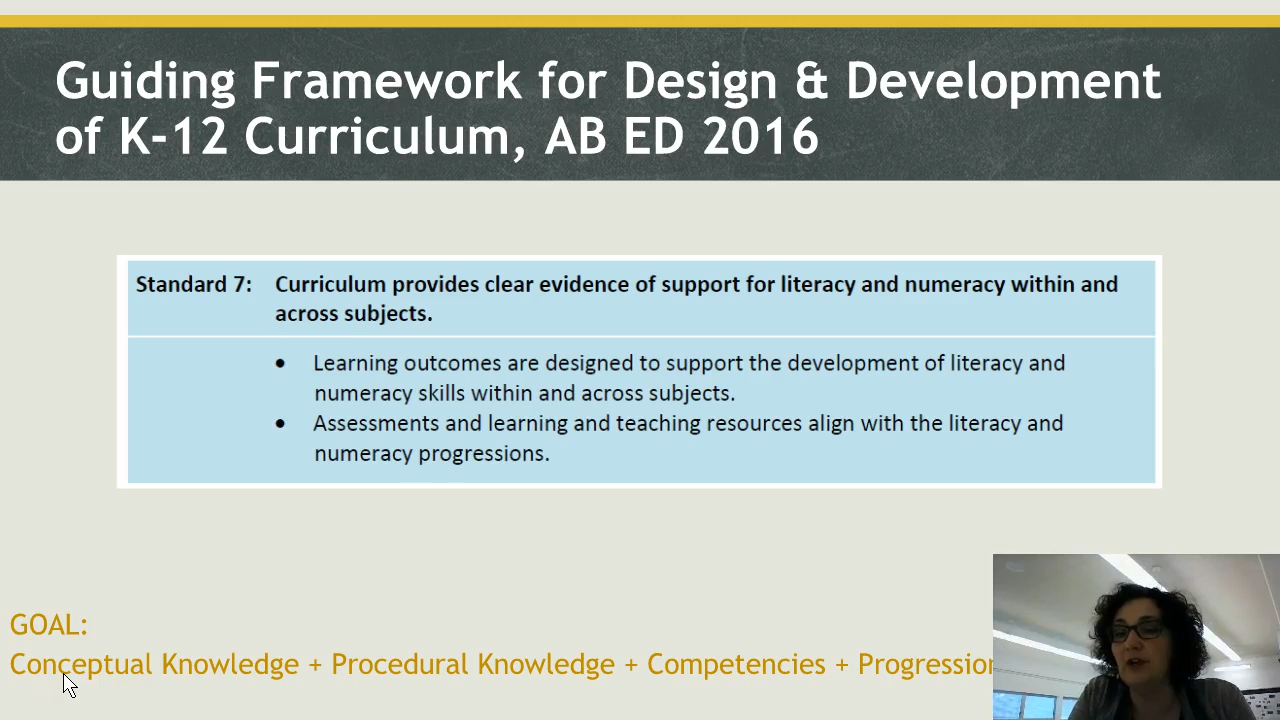 Guiding Framework for Design & Development
of K-12 Curriculum, AB ED 2016
Standard 7: Curriculum provides clear evidence of support for literacy and numeracy within and
across subjects.
• Learning outcomes are designed to support the development of literacy and
numeracy skills within and across subjects.
• Assessments and learning and teaching resources align with the literacy and
numeracy progressions.
GOAL:
Conceptual Knowledge + Procedural Knowledge + Competencies + Progression